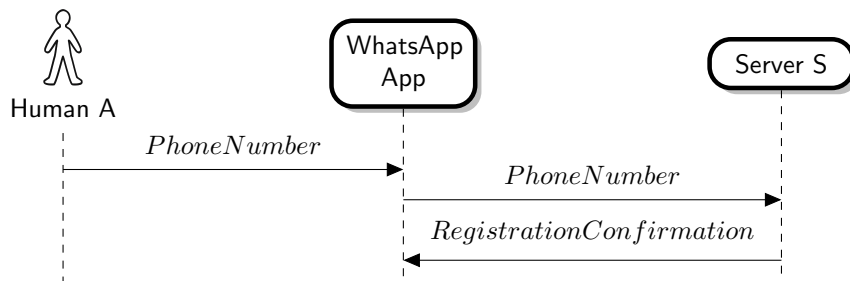 WhatsApp
App
Server S
Human A
PhoneNumber
PhoneNumber
RegistrationConfirmation